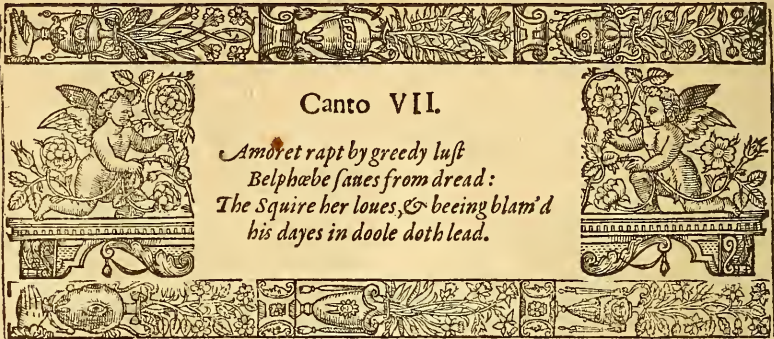 Canto VII.
Amoret rapt by greedy luſt
Belphœbe ſaues from dread:
The Squire her loues, & beeing blam'd
his dayes in doole doth lead.